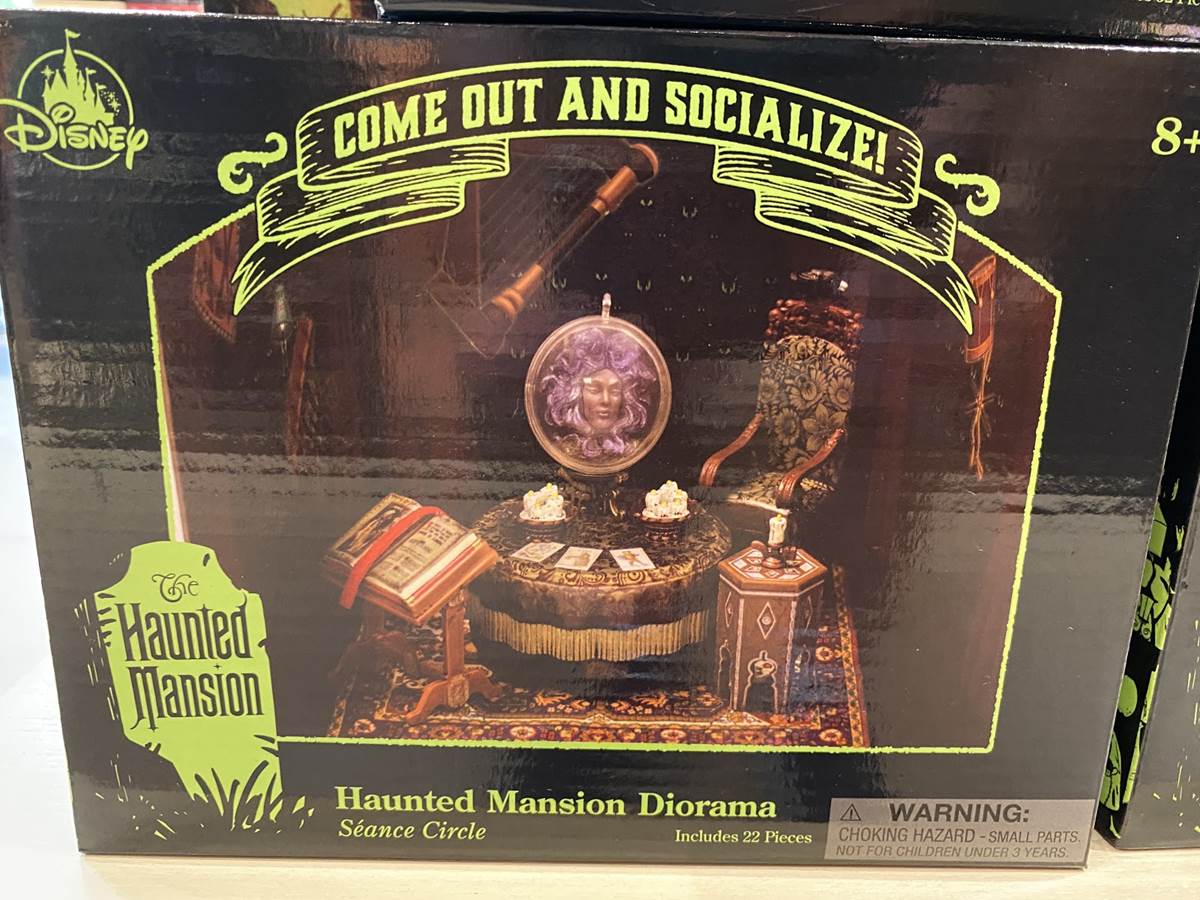 Disney
COME OUT AND SOCIALIZE!
8+
The
Haunted
Mansion
Haunted Mansion Diorama
Séance Circle
Includes 22 Pieces
WARNING:
CHOKING HAZARD - SMALL PARTS.
NOT FOR CHILDREN UNDER 3 YEARS.